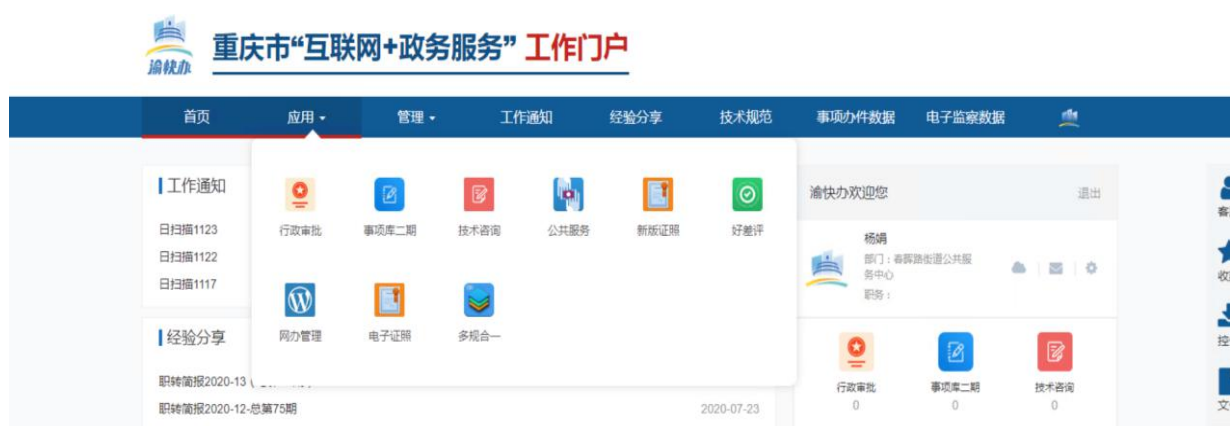 渝快办
重庆市“互联网+政务服务” 工作门户
首页 应用 管理 工作通知 经验分享 技术规范 事项办件数据 电子监察数据
工作通知
日扫描1123
日扫描1122
日扫描1117
行政审批 事项库二期 技术咨询 公共服务 新版证照 好差评
网办管理 电子证照 多规合一
经验分享
职转简报2020-13
职转简报2020-12-总第75期 2020-07-23
渝快办欢迎您 退出
杨娟
部门：春晖路街道公共服
务中心
职务：
行政审批 事项库二期 技术咨询
0 0 0
客
收
控
文